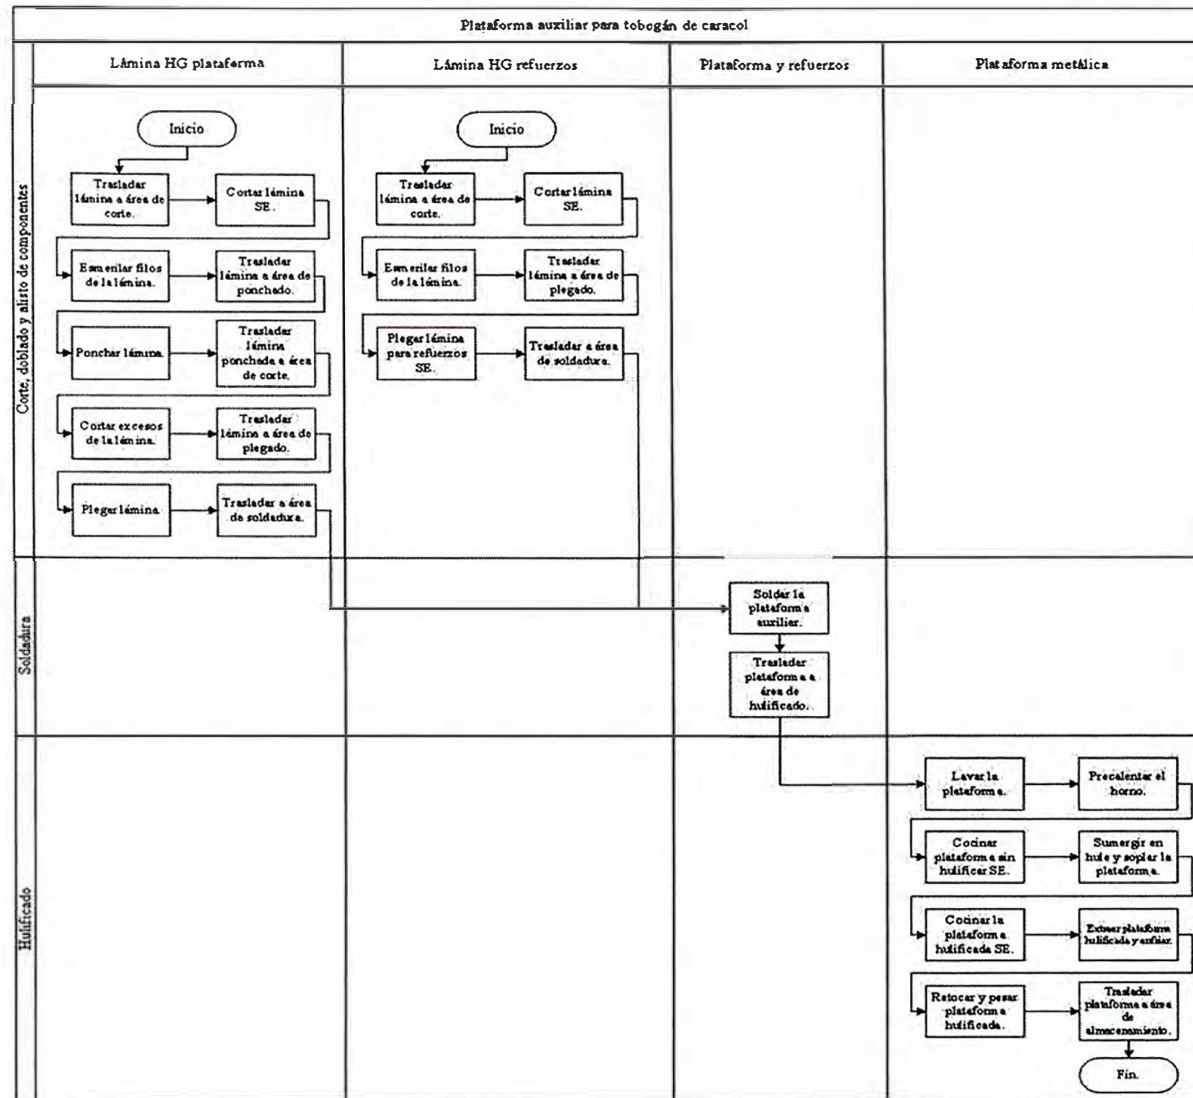 Plataforma auxiliar para tobogán de caracol
Lámina HG plataforma
Lámina HG refuerzos
Plataforma y refuerzos
Plataforma metálica
Corte, doblado y alisto de componentes
Inicio
Trasladar
lámina a área de
corte.
Cortar lámina
SE.
Esmerilar filos
de la lámina.
Trasladar
lámina a área de
ponchado.
Ponchar lámina.
Trasladar
lámina
ponchada a área
de corte.
Cortar excesos
de la lámina.
Trasladar
lámina a área de
plegado.
Plegar lámina
Trasladar a área
de soldadura.
Inicio
Trasladar
lámina a área de
corte.
Cortar lámina
SE.
Esmerilar filos
de la lámina.
Trasladar
lámina a área de
plegado.
Plegar lámina
para refuerzos
SE.
Trasladar a área
de soldadura.
Soldadura
Soldar la
plataforma
auxiliar.
Trasladar
plataforma a
área de
hulificado.
Hulificado
Lavar la
plataforma.
Precalentar el
horno.
Cocinar
plataforma sin
hulificar SE.
Sumergir en
hule y soplar la
plataforma.
Cocinar la
plataforma
hulificada SE.
Extraer plataforma
hulificada y enfriar.
Retocar y pesar
plataforma
hulificada.
Trasladar
plataforma a área
de
almacenamiento.
Fin.